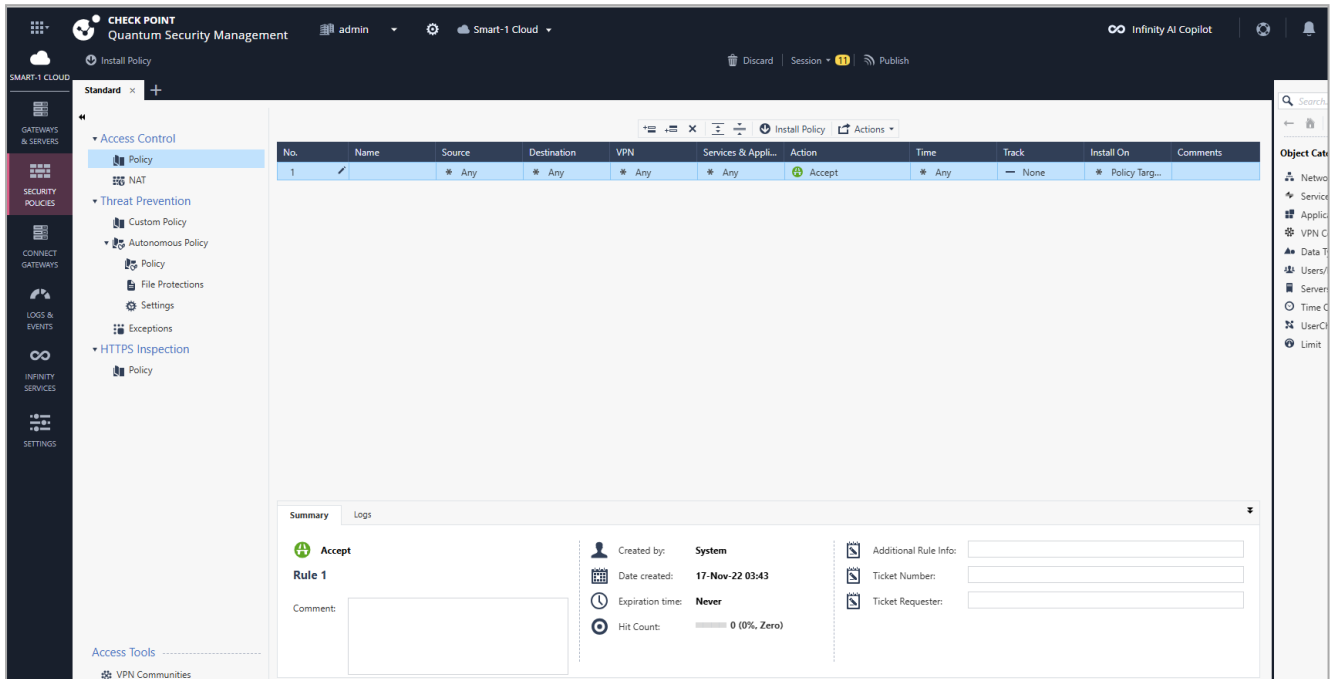 CHECK POINT
Quantum Security Management
admin
Smart-1 Cloud
Infinity AI Copilot
SMART-1 CLOUD
Install Policy
Discard
Session
11
Publish
Standard
GATEWAYS
& SERVERS
SECURITY
POLICIES
CONNECT
GATEWAYS
LOGS &
EVENTS
INFINITY
SERVICES
SETTINGS
Access Control
Policy
NAT
Threat Prevention
Custom Policy
Autonomous Policy
Policy
File Protections
Settings
Exceptions
HTTPS Inspection
Policy
Access Tools
VPN Communities
Install Policy Actions
No. Name Source Destination VPN Services & Appli... Action Time Track Install On Comments
1 * Any * Any * Any * Any Accept * Any — None * Policy Targ...
Summary Logs
Accept
Rule 1
Comment:
Created by: System
Date created: 17-Nov-22 03:43
Expiration time: Never
Hit Count: 0 (0%, Zero)
Additional Rule Info:
Ticket Number:
Ticket Requester:
Search.
Object Cate
Netwo
Service
Applica
VPN C
Data T
Users/
Servers
Time O
UserCh
Limit